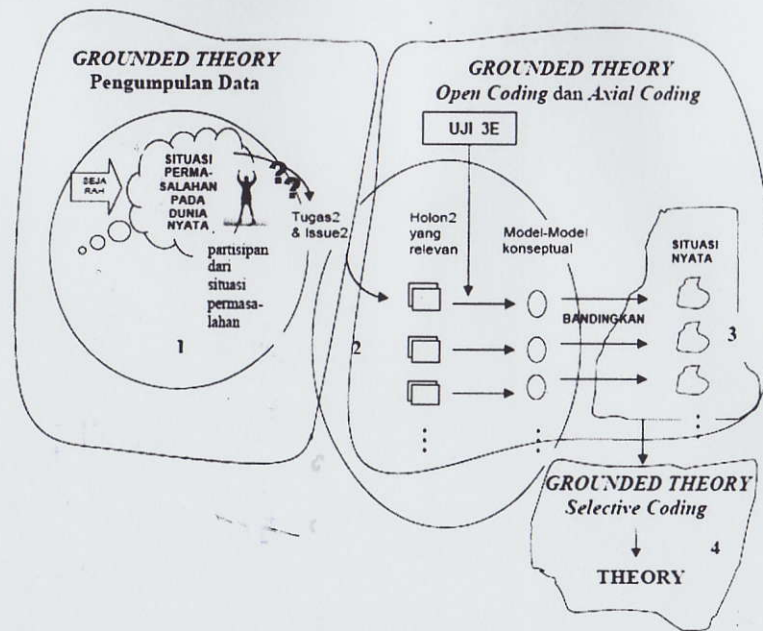 GROUNDED THEORY
Pengumpulan Data
SEJA
RAH
SITUASI
PERMA-
SALAHAN
PADA
DUNIA
NYATA
??
Tugas2
& Issue2
partisipan
dari
situasi
permasa-
lahan
1
GROUNDED THEORY
Open Coding dan Axial Coding
UJI 3E
Holon2
yang
relevan
Model-Model
konseptual
SITUASI
NYATA
BANDINGKAN
2
3
GROUNDED THEORY
Selective Coding
4
THEORY